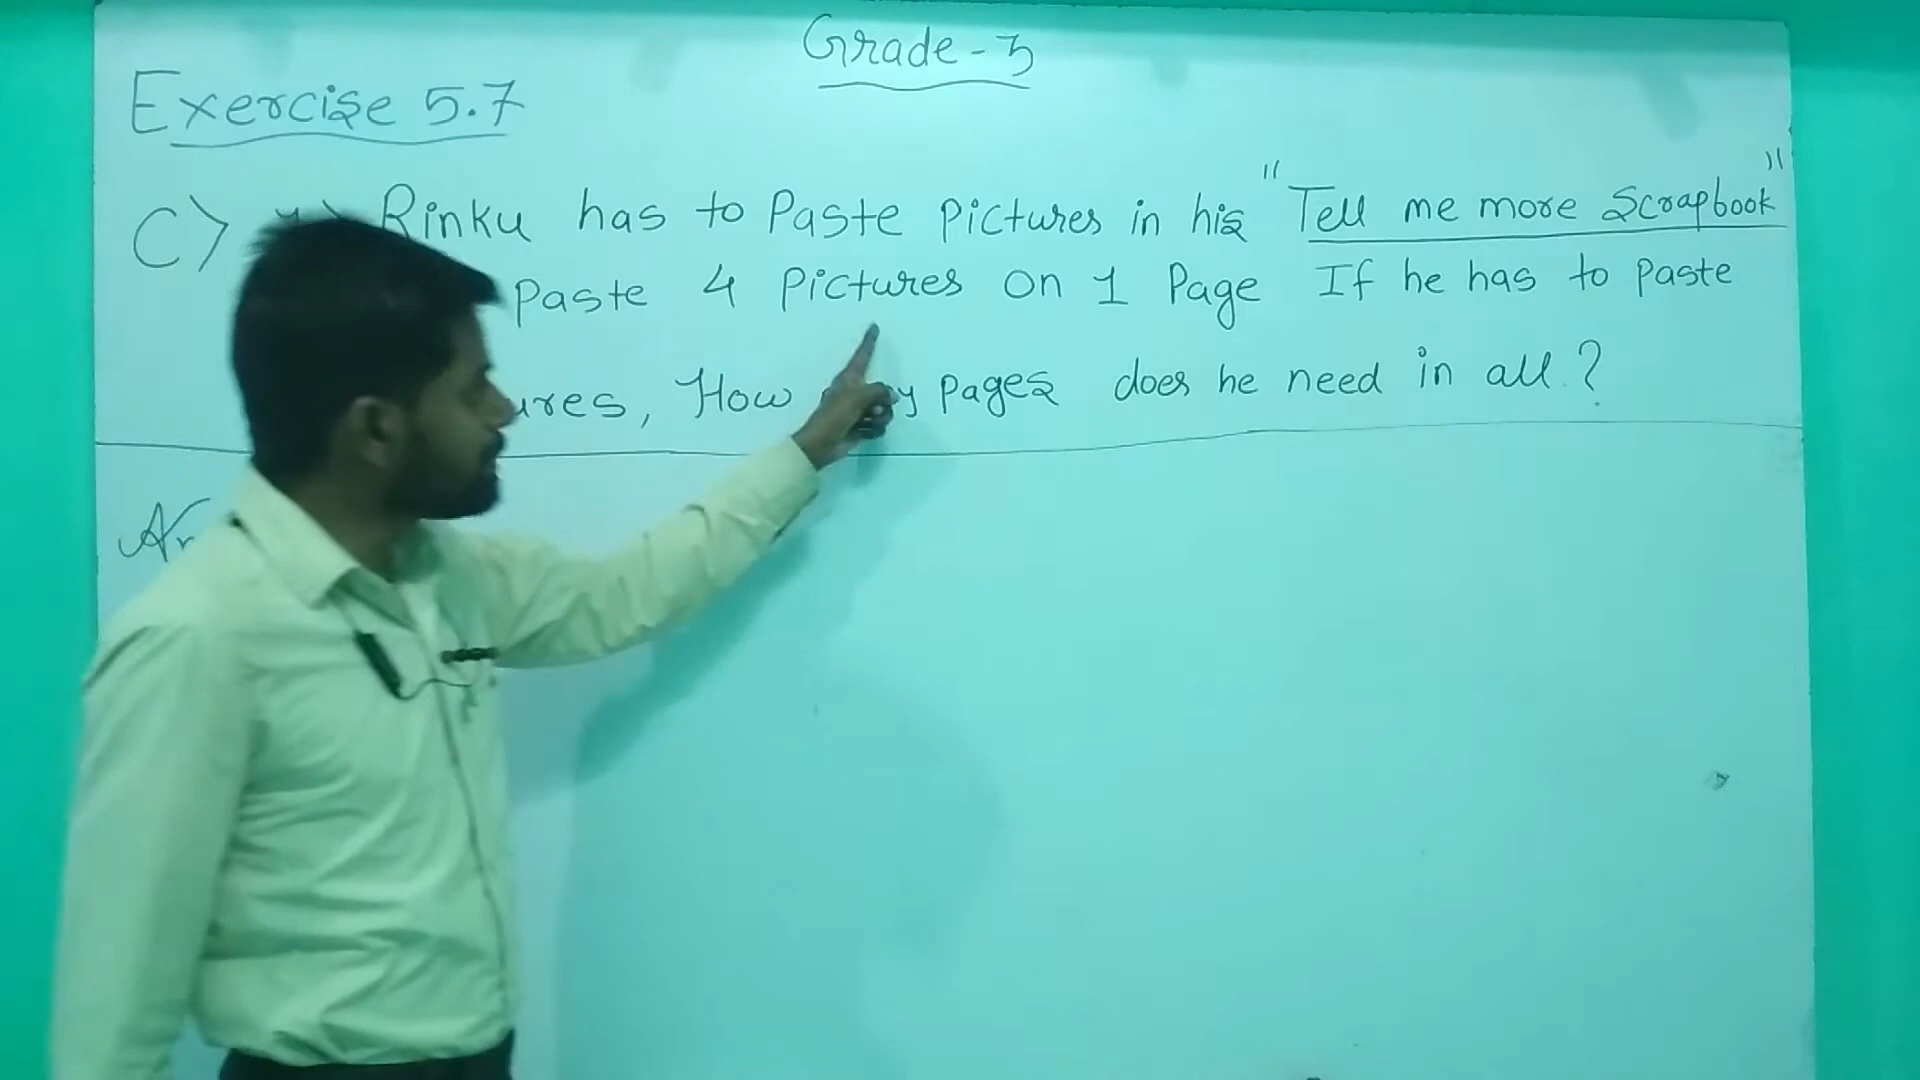 Grade-3
Exercise 5.7
C> Rinku has to Paste Pictures in his "Tell me more Scrapbook"
Paste 4 Pictures on 1 Page If he has to Paste
How Pages does he need in all?